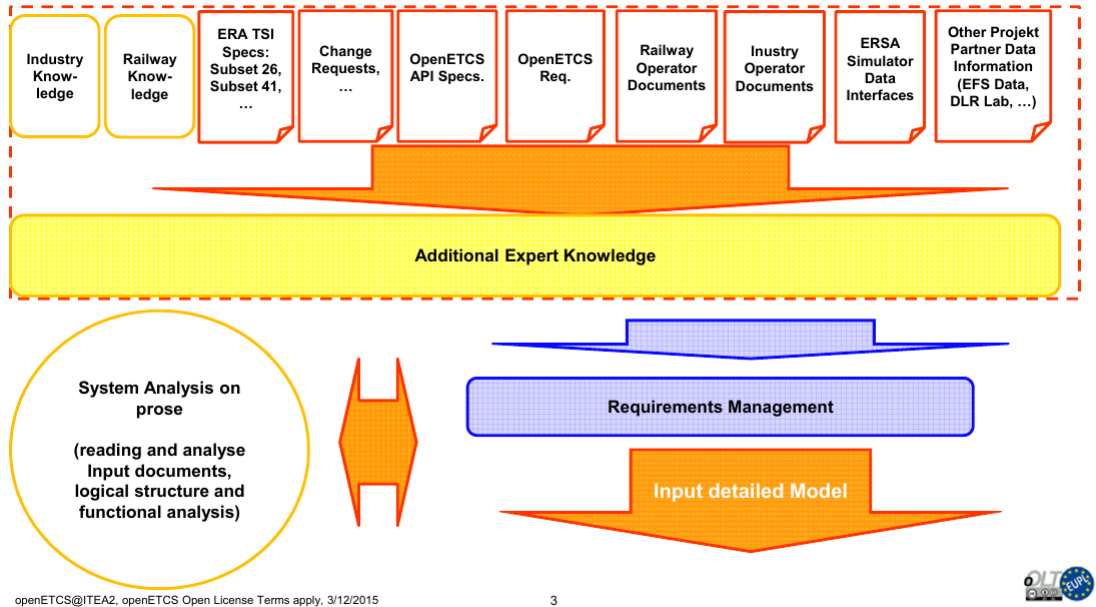 Industry
Know-
ledge
Railway
Know-
ledge
ERA TSI
Specs:
Subset 26,
Subset 41,
…
Change
Requests,
…
OpenETCS
API Specs.
OpenETCS
Req.
Railway
Operator
Documents
Inustry
Operator
Documents
ERSA
Simulator
Data
Interfaces
Other Projekt
Partner Data
Information
(EFS Data,
DLR Lab, …)
Additional Expert Knowledge
System Analysis on
prose
(reading and analyse
Input documents,
logical structure and
functional analysis)
Requirements Management
Input detailed Model
openETCS@ITEA2, openETCS Open License Terms apply, 3/12/2015
3
oOLT
EUPL